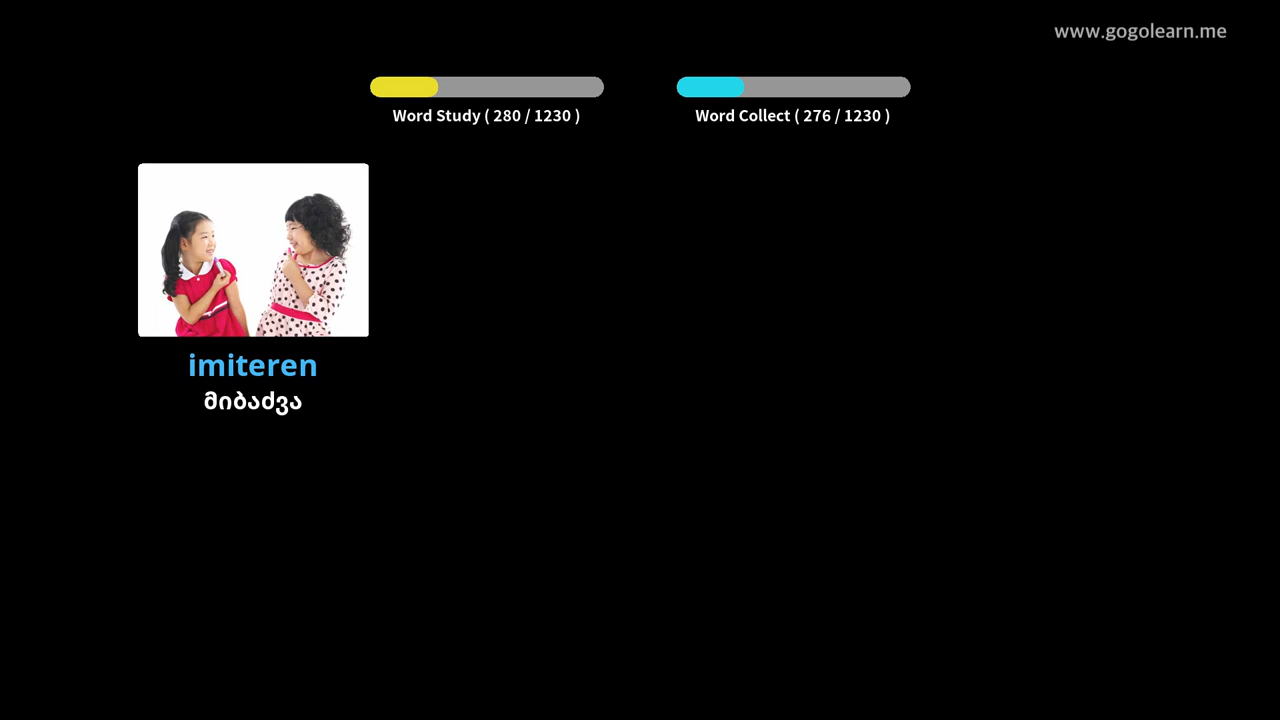 www.gogolearn.me
Word Study ( 280 / 1230 )
Word Collect ( 276 / 1230 )
imiteren
მიბაძვა